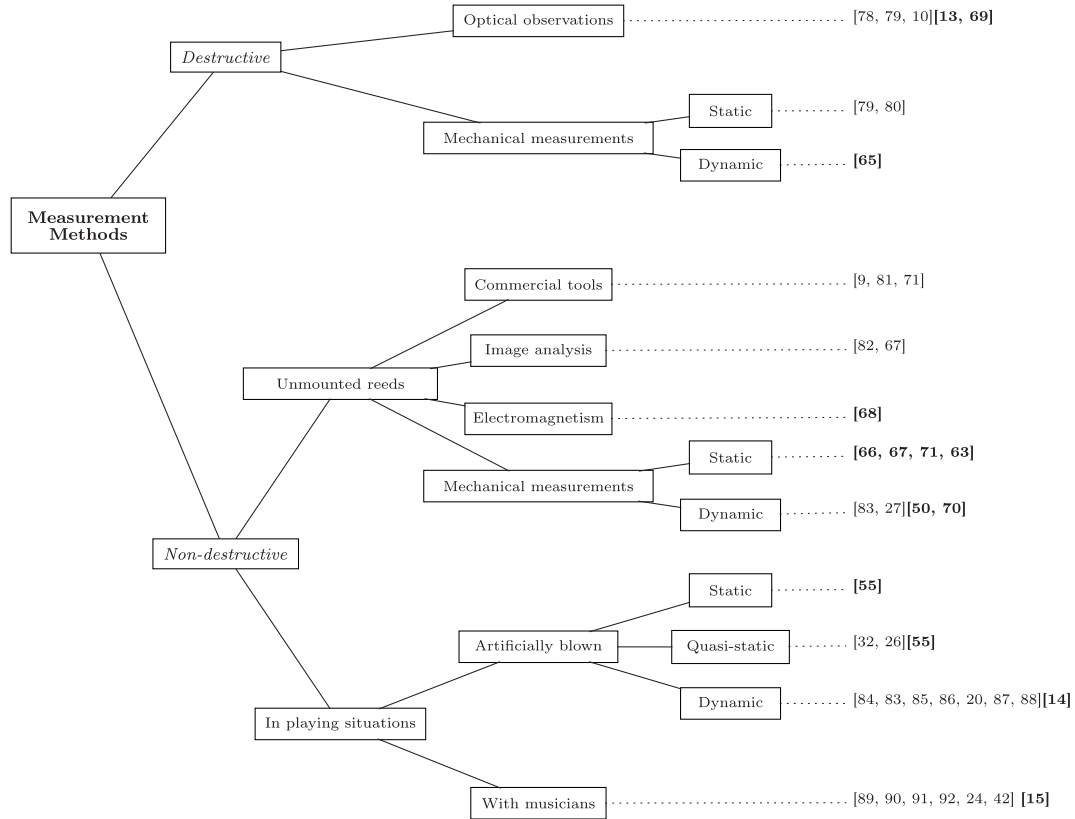 Optical observations
[78, 79, 10][13, 69]
Destructive
Static
[79, 80]
Mechanical measurements
Dynamic
[65]
Measurement
Methods
Commercial tools
[9, 81, 71]
Image analysis
[82, 67]
Unmounted reeds
Electromagnetism
[68]
Static
[66, 67, 71, 63]
Mechanical measurements
Dynamic
[83, 27][50, 70]
Non-destructive
Static
[55]
Artificially blown
Quasi-static
[32, 26][55]
Dynamic
[84, 83, 85, 86, 20, 87, 88][14]
In playing situations
With musicians
[89, 90, 91, 92, 24, 42] [15]